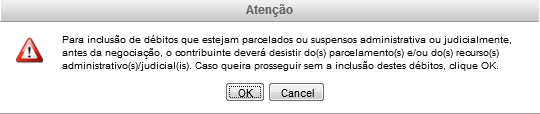 Atenção
Para inclusão de débitos que estejam parcelados ou suspensos administrativa ou judicialmente,
antes da negociação, o contribuinte deverá desistir do(s) parcelamento(s) e/ou do(s) recurso(s)
administrativo(s)/judicial(is). Caso queira prosseguir sem a inclusão destes débitos, clique OK.
OK Cancel